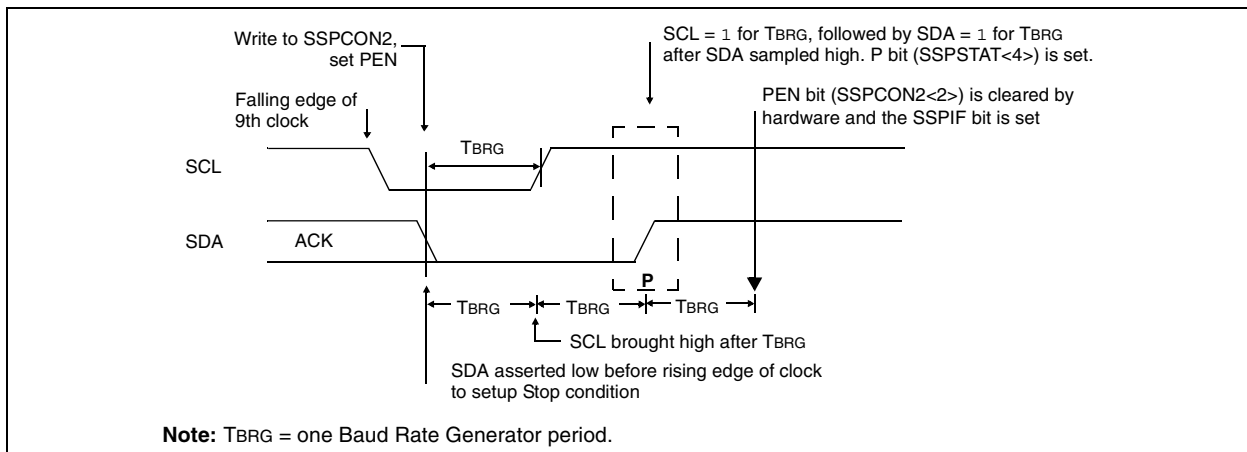 Write to SSPCON2,
set PEN
SCL = 1 for TBRG, followed by SDA = 1 for TBRG
after SDA sampled high. P bit (SSPSTAT<4>) is set.
Falling edge of
9th clock
PEN bit (SSPCON2<2>) is cleared by
hardware and the SSPIF bit is set
TBRG
SCL
SDA
ACK
P
TBRG
TBRG
TBRG
SCL brought high after TBRG
SDA asserted low before rising edge of clock
to setup Stop condition
Note: TBRG = one Baud Rate Generator period.